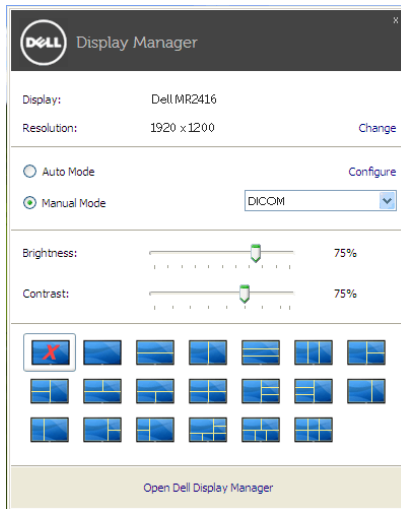 x
DELL Display Manager
Display: Dell MR2416
Resolution: 1920 x 1200 Change
Auto Mode Configure
Manual Mode DICOM
Brightness: 75%
Contrast: 75%
X
Open Dell Display Manager